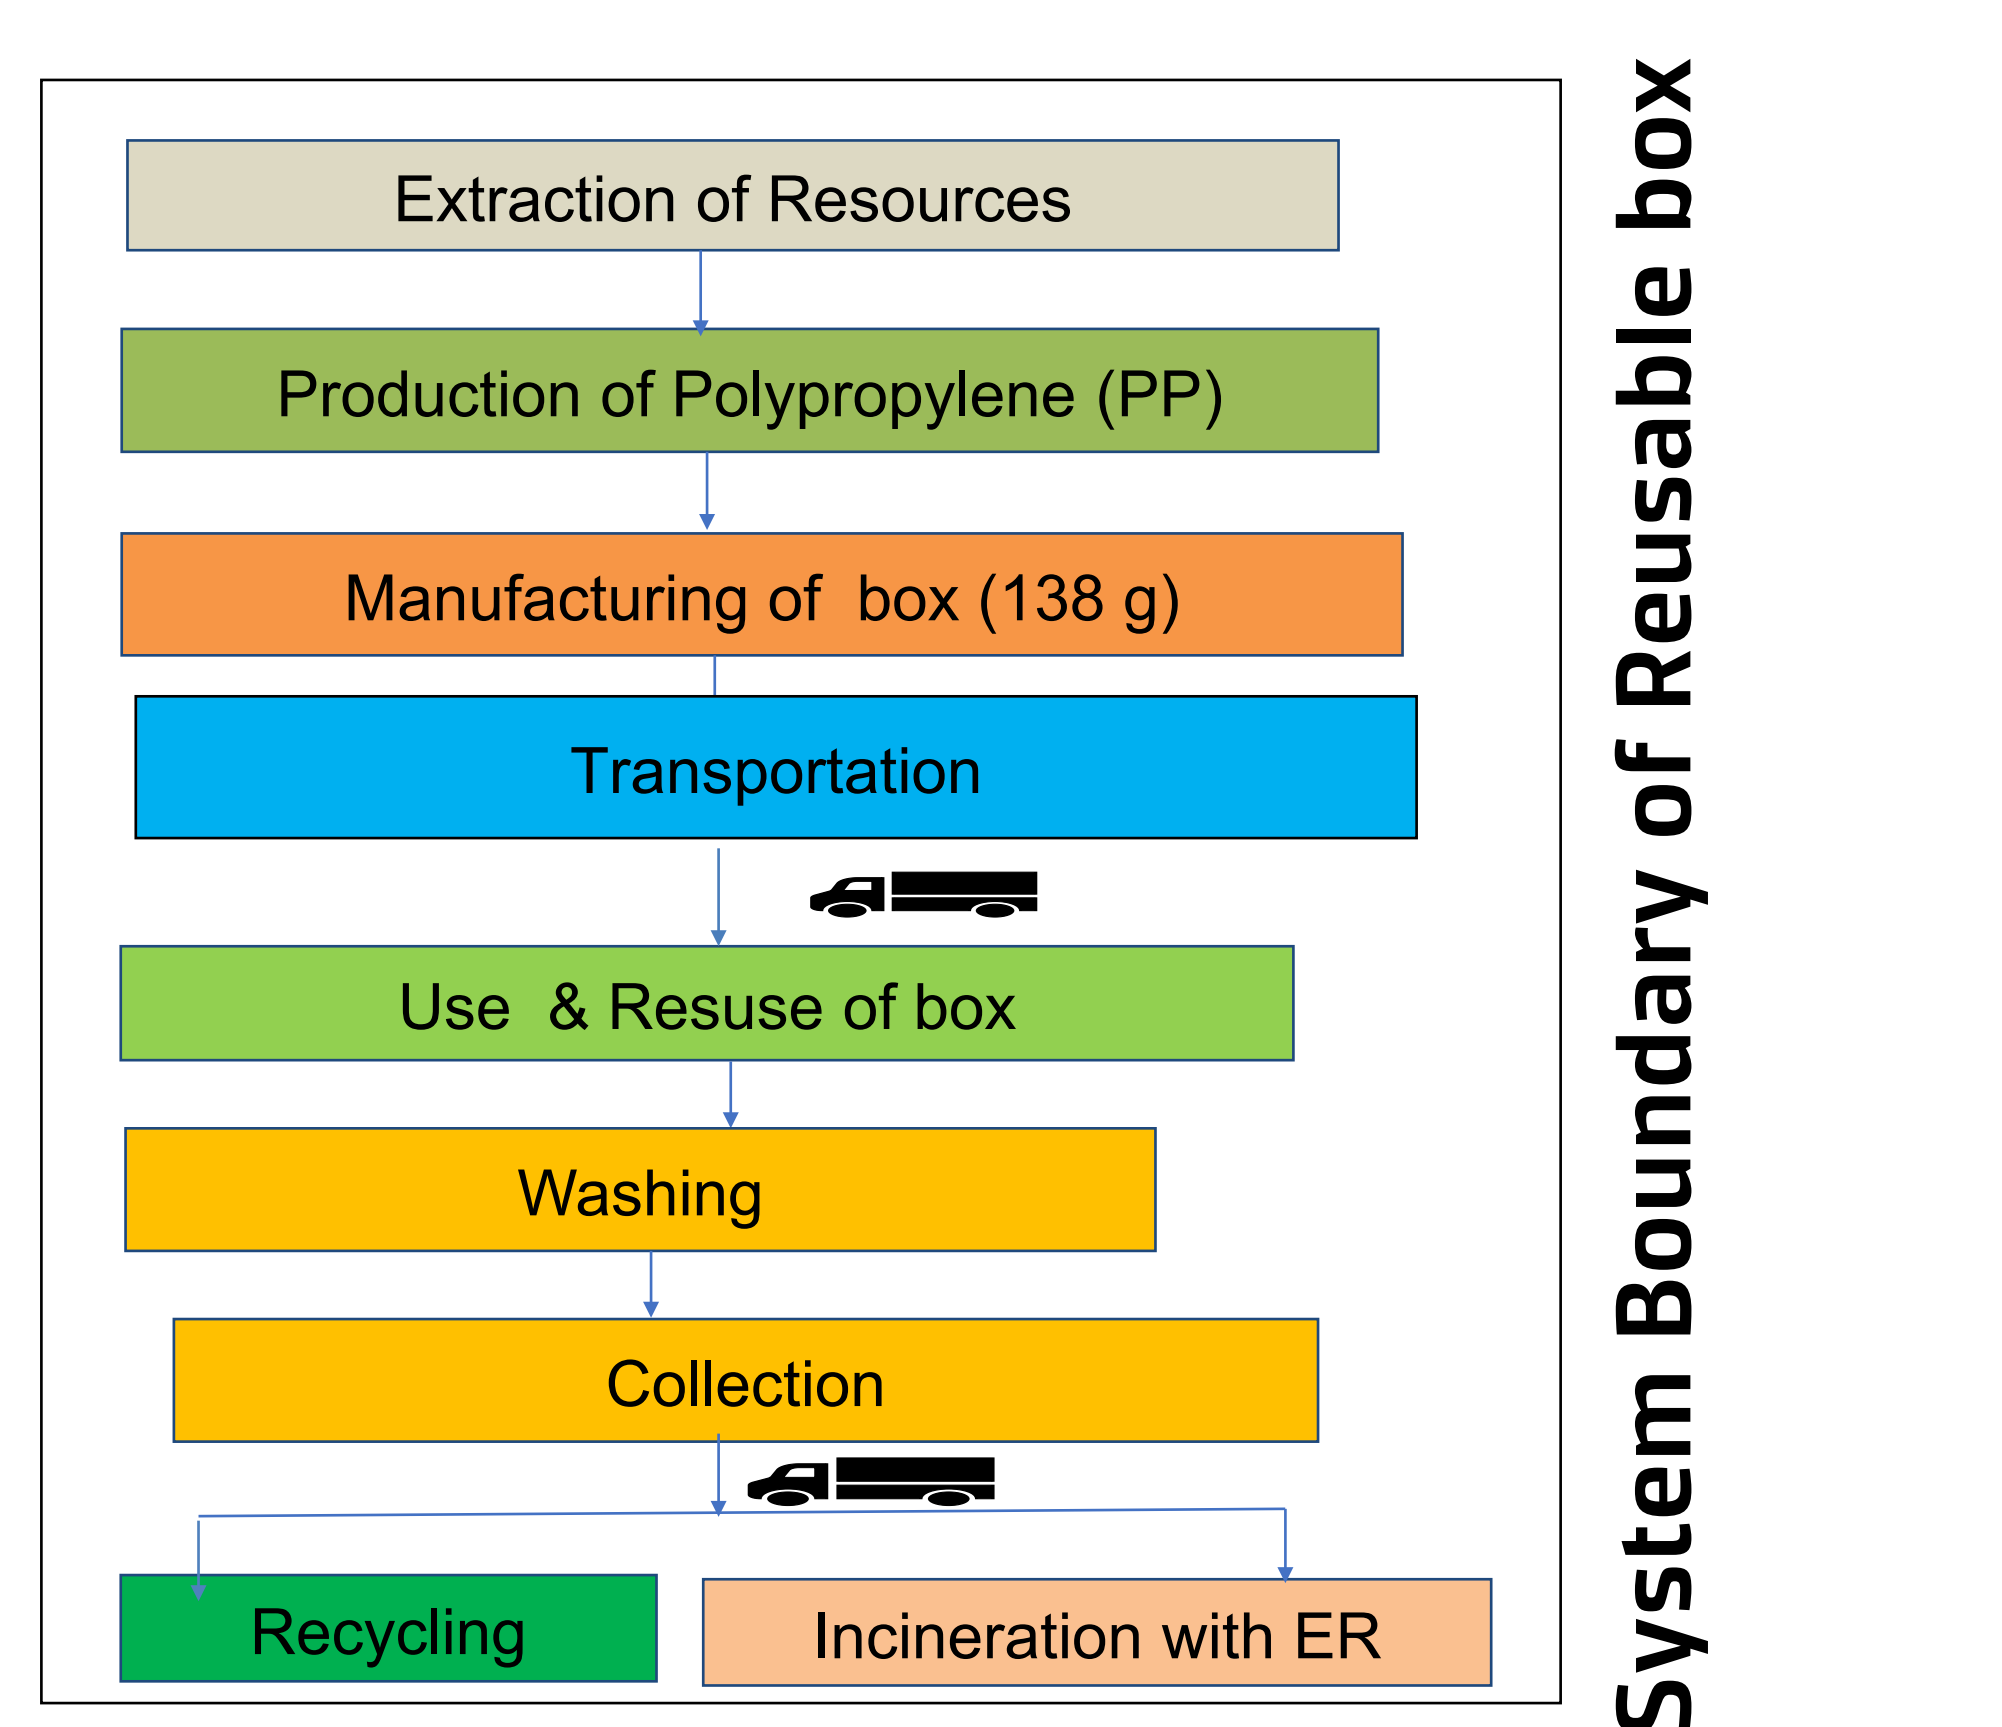 Extraction of Resources
Production of Polypropylene (PP)
Manufacturing of  box (138 g)
Transportation
Use  & Resuse of box
Washing
Collection
Recycling
Incineration with ER
System Boundary of Reusable box